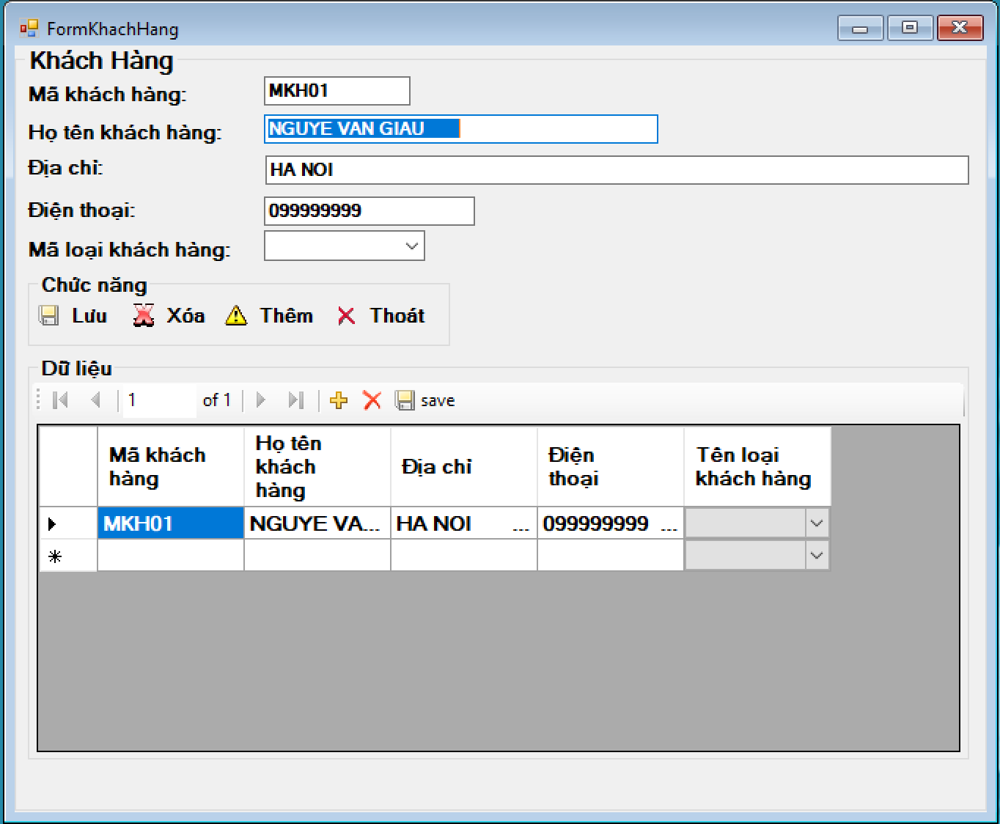 FormKhachHang
Khách Hàng
Mã khách hàng:
MKH01
Họ tên khách hàng:
NGUYE VAN GIAU
Địa chỉ:
HA NOI
Điện thoại:
099999999
Mã loại khách hàng:
Chức năng
Lưu Xóa Thêm Thoát
Dữ liệu
1 of 1 save
Mã khách hàng Họ tên khách hàng Địa chỉ Điện thoại Tên loại khách hàng
MKH01 NGUYE VA... HA NOI ... 099999999 ...